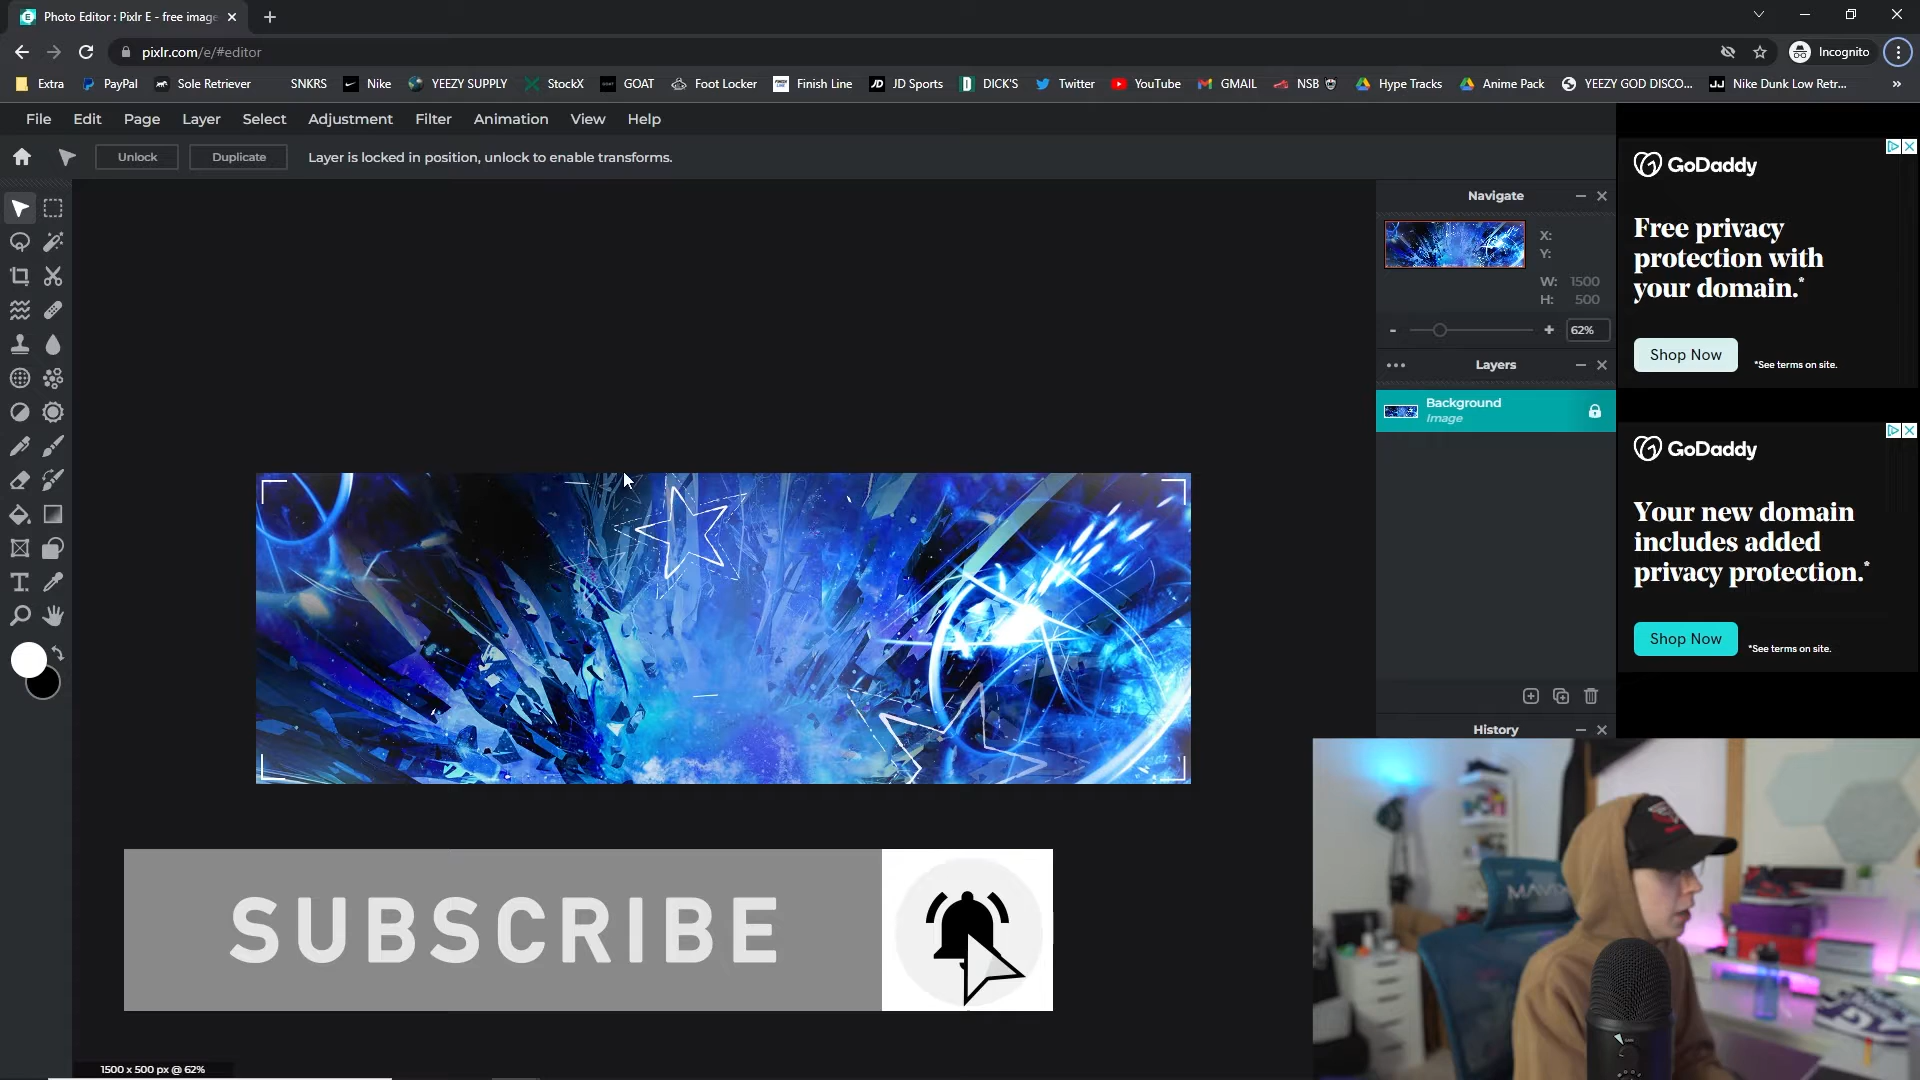 Photo Editor : Pixlr E - free image
pixlr.com/e/#editor
Incognito
Extra
PayPal
Sole Retriever
SNKRS
Nike
YEEZY SUPPLY
StockX
GOAT
Foot Locker
Finish Line
JD Sports
DICK'S
Twitter
YouTube
GMAIL
NSB
Hype Tracks
Anime Pack
YEEZY GOD DISCO...
Nike Dunk Low Retr...
»
File Edit Page Layer Select Adjustment Filter Animation View Help
Unlock
Duplicate
Layer is locked in position, unlock to enable transforms.
Navigate
X:
Y:
W: 1500
H: 500
- + 62%
Layers
Background
Image
History
GoDaddy
Free privacy
protection with
your domain.*
Shop Now
*See terms on site.
GoDaddy
Your new domain
includes added
privacy protection.*
Shop Now
*See terms on site.
SUBSCRIBE
1500 x 500 px @ 62%
MAVIX